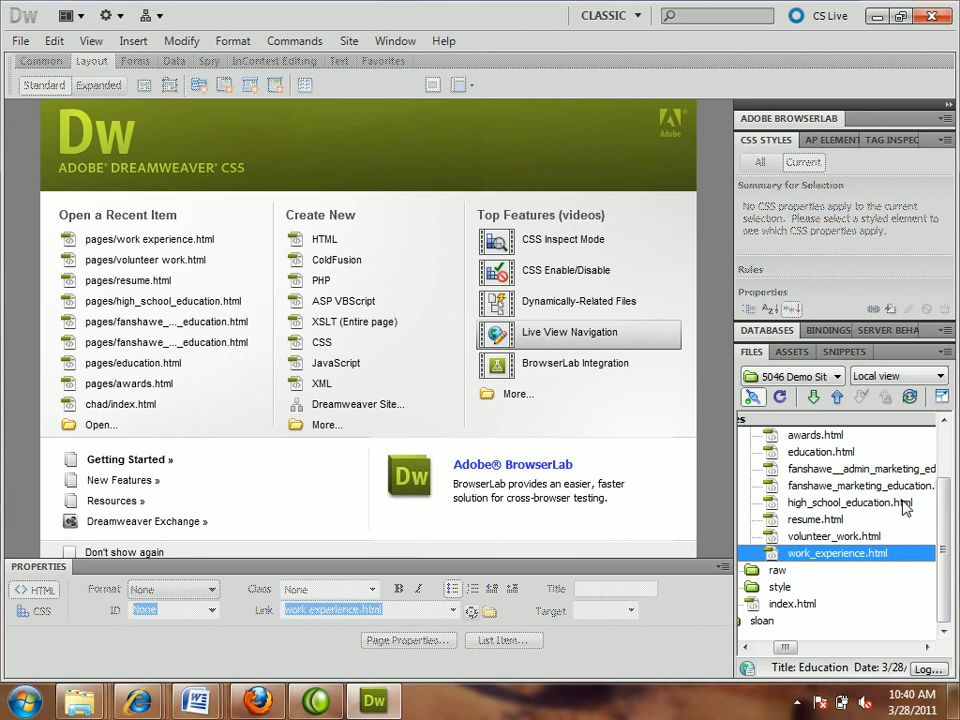 Dw
CLASSIC
CS Live
File Edit View Insert Modify Format Commands Site Window Help
Common Layout Forms Data Spry InContext Editing Text Favorites
Standard Expanded
Dw
ADOBE® DREAMWEAVER® CS5
Adobe
Open a Recent Item
pages/work experience.html
pages/volunteer work.html
pages/resume.html
pages/high_school_education.html
pages/fanshawe_..._education.html
pages/fanshawe_..._education.html
pages/education.html
pages/awards.html
chad/index.html
Open...
Create New
HTML
ColdFusion
PHP
ASP VBScript
XSLT (Entire page)
CSS
JavaScript
XML
Dreamweaver Site...
More...
Top Features (videos)
CSS Inspect Mode
CSS Enable/Disable
Dynamically-Related Files
Live View Navigation
BrowserLab Integration
More...
Getting Started »
New Features »
Resources »
Dreamweaver Exchange »
Dw
Adobe® BrowserLab
BrowserLab provides an easier, faster
solution for cross-browser testing.
Don't show again
ADOBE BROWSERLAB
CSS STYLES AP ELEMENT TAG INSPEC
All Current
Summary for Selection
No CSS properties apply to the current
selection. Please select a styled element to
see which CSS properties apply.
Rules
Properties
DATABASES BINDINGS SERVER BEHA
FILES ASSETS SNIPPETS
5046 Demo Sit Local view
es
awards.html
education.html
fanshawe__admin_marketing_ed
fanshawe_marketing_education.
high_school_education.html
resume.html
volunteer_work.html
work_experience.html
raw
style
index.html
sloan
Title: Education Date: 3/28/ Log...
PROPERTIES
<> HTML Format None Class None B I Title
CSS ID None Link work experience.html Target
Page Properties... List Item...
W Dw
10:40 AM
3/28/2011